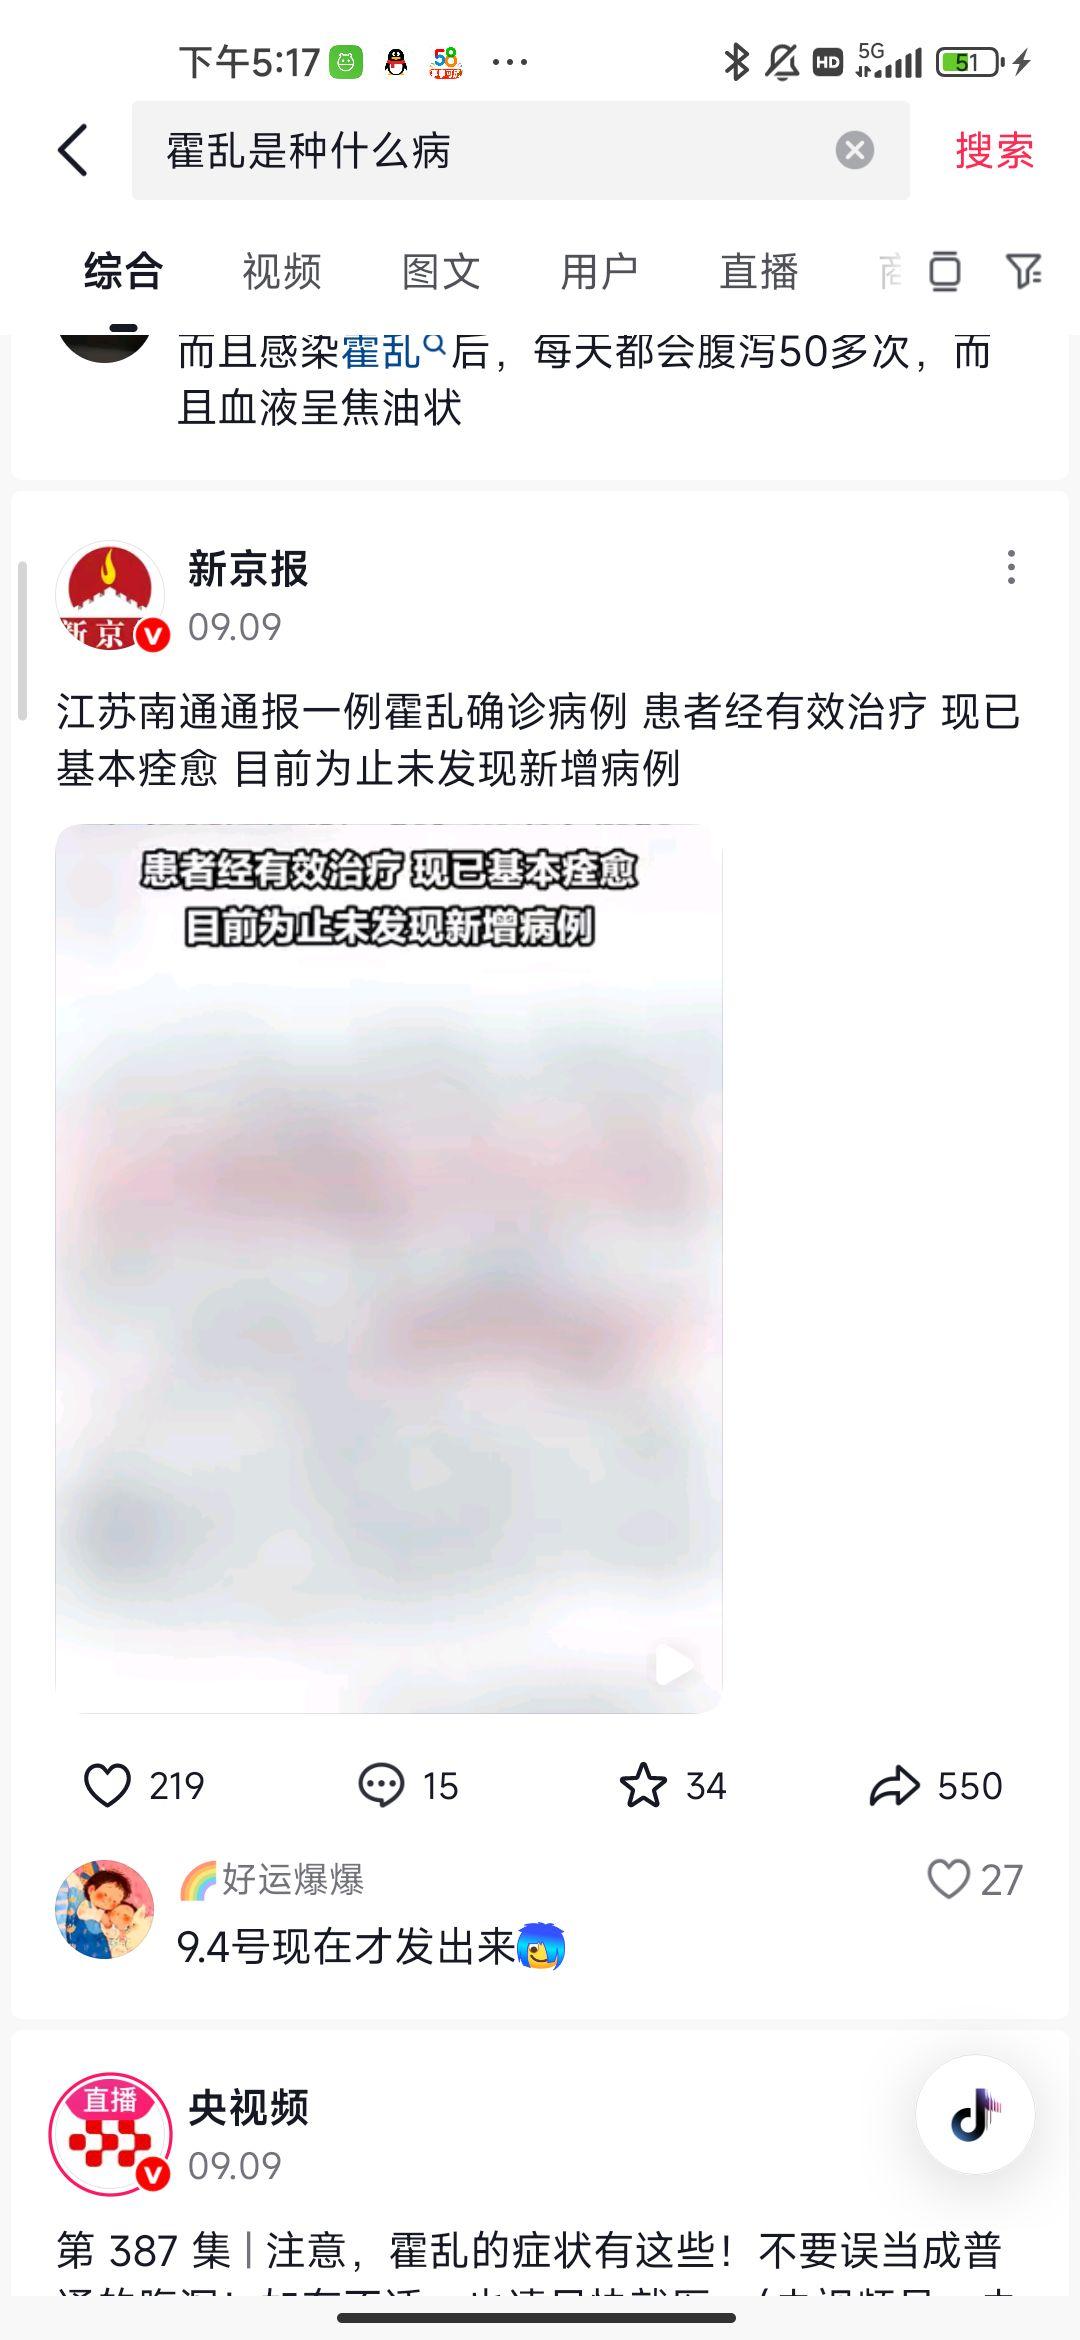 下午5:17
58
HD
5G
51
霍乱是种什么病
搜索
综合
视频
图文
用户
直播
而且感染霍乱后，每天都会腹泻50多次，而
且血液呈焦油状
新京报
09.09
江苏南通通报一例霍乱确诊病例 患者经有效治疗 现已
基本痊愈 目前为止未发现新增病例
患者经有效治疗 现已基本痊愈
目前为止未发现新增病例
219
15
34
550
好运爆爆
27
9.4号现在才发出来
直播
央视频
09.09
第 387 集 | 注意，霍乱的症状有这些！不要误当成普